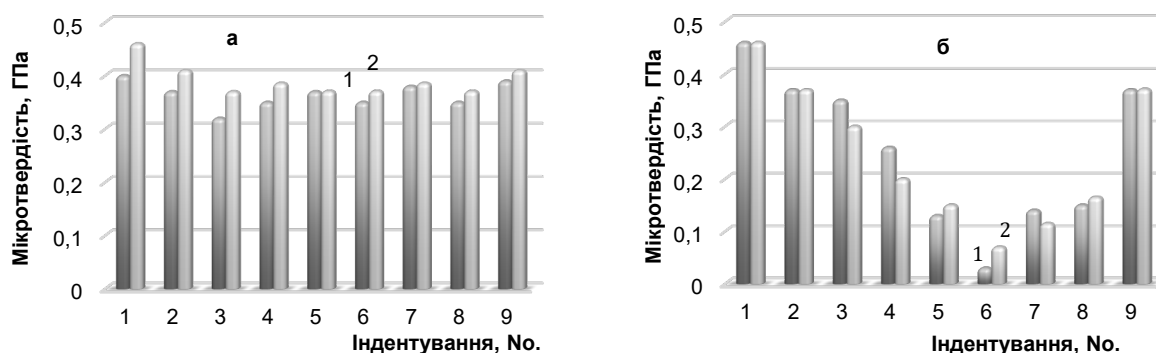 0,5
0,4
0,3
0,2
0,1
0
Мікротвердість, ГПа
а
1
2
1 2 3 4 5 6 7 8 9
Індентування, No.
0,5
0,4
0,3
0,2
0,1
0
Мікротвердість, ГПа
б
1
2
1 2 3 4 5 6 7 8 9
Індентування, No.